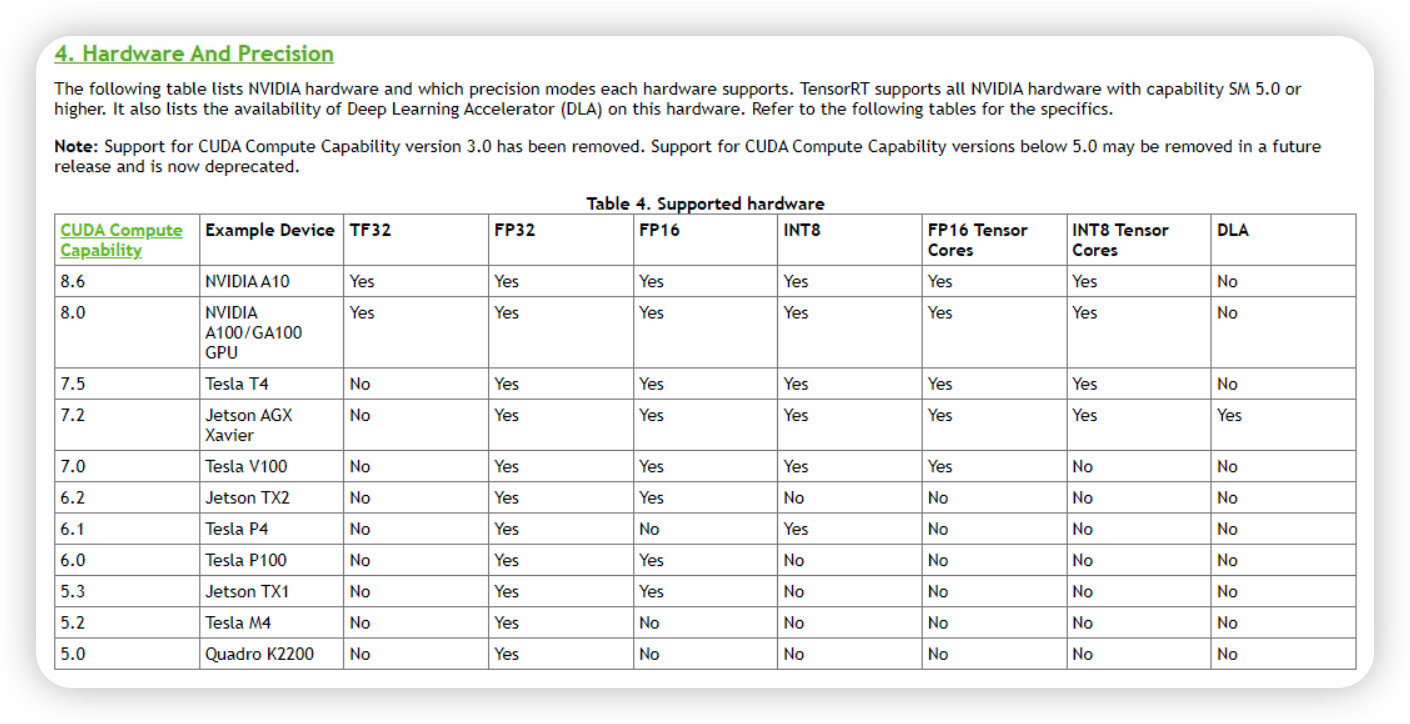 4. Hardware And Precision
The following table lists NVIDIA hardware and which precision modes each hardware supports. TensorRT supports all NVIDIA hardware with capability SM 5.0 or
higher. It also lists the availability of Deep Learning Accelerator (DLA) on this hardware. Refer to the following tables for the specifics.
Note: Support for CUDA Compute Capability version 3.0 has been removed. Support for CUDA Compute Capability versions below 5.0 may be removed in a future
release and is now deprecated.
Table 4. Supported hardware
CUDA Compute Capability Example Device TF32 FP32 FP16 INT8 FP16 Tensor Cores INT8 Tensor Cores DLA
8.6 NVIDIA A10 Yes Yes Yes Yes Yes Yes No
8.0 NVIDIA A100/GA100 GPU Yes Yes Yes Yes Yes Yes No
7.5 Tesla T4 No Yes Yes Yes Yes Yes No
7.2 Jetson AGX Xavier No Yes Yes Yes Yes Yes Yes
7.0 Tesla V100 No Yes Yes Yes Yes No No
6.2 Jetson TX2 No Yes Yes No No No No
6.1 Tesla P4 No Yes No Yes No No No
6.0 Tesla P100 No Yes Yes No No No No
5.3 Jetson TX1 No Yes Yes No No No No
5.2 Tesla M4 No Yes No No No No No
5.0 Quadro K2200 No Yes No No No No No